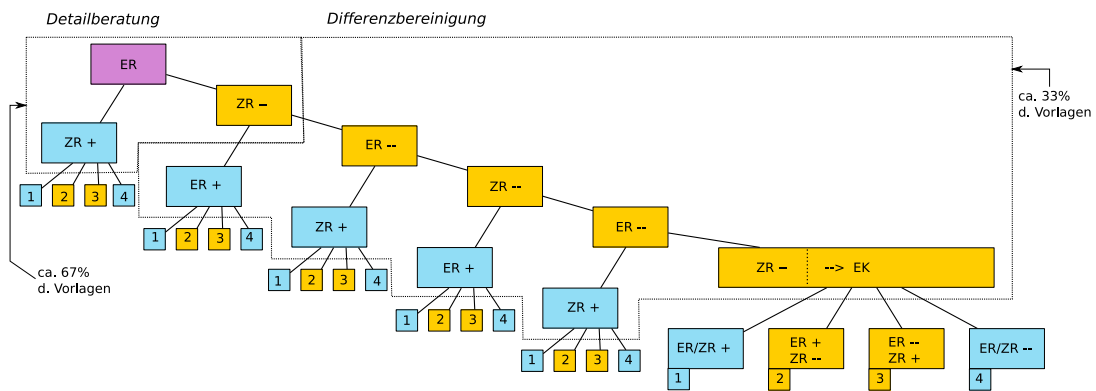 Detailberatung
Differenzbereinigung
ER
ZR –
ca. 33%
d. Vorlagen
ZR +
ER --
1 2 3 4
ER +
ZR --
1 2 3 4
ZR +
ER --
1 2 3 4
ER +
ZR – --> EK
ca. 67%
d. Vorlagen
1 2 3 4
ZR +
1 2 3 4
ER/ZR +
1
ER +
ZR --
2
ER --
ZR +
3
ER/ZR --
4